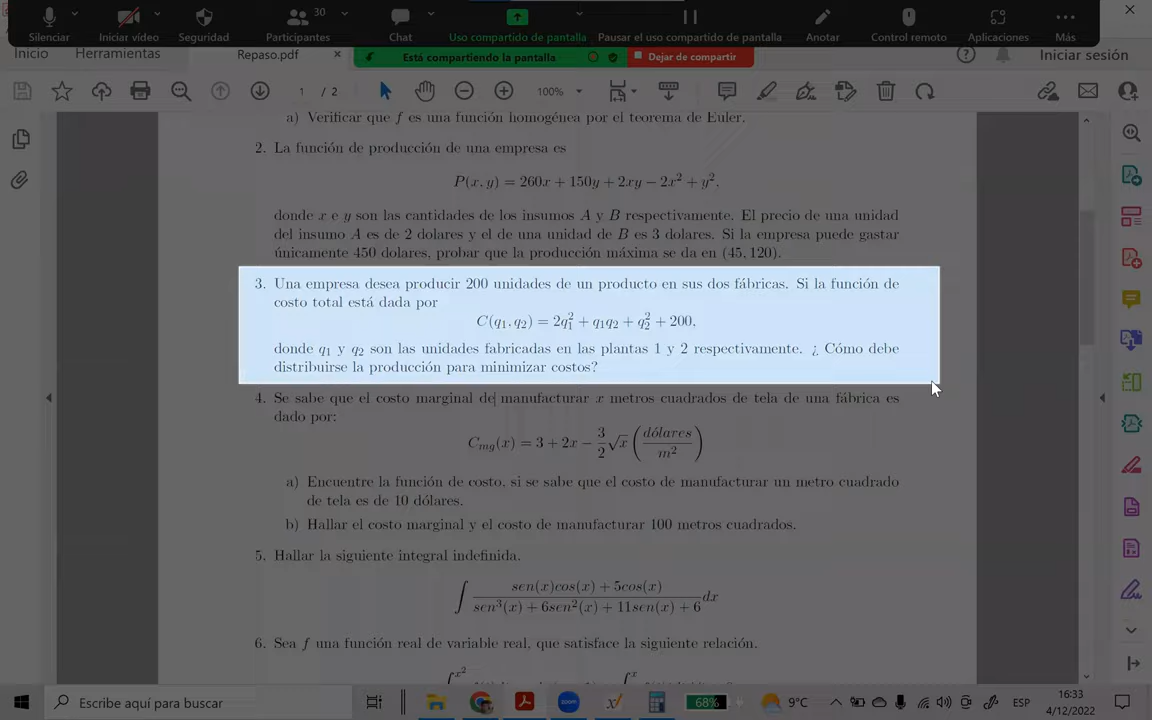 30
Silenciar Iniciar video Seguridad Participantes Chat Uso compartido de pantalla Pausar el uso compartido de pantalla Anotar Control remoto Aplicaciones Más
Inicio Herramientas Repaso.pdf × Está compartiendo la pantalla Dejar de compartir Iniciar sesión
1 / 2 100%
a) Verificar que f es una función homogénea por el teorema de Euler.
2. La función de producción de una empresa es
P(x, y) = 260x + 150y + 2xy − 2x² + y².
donde x e y son las cantidades de los insumos A y B respectivamente. El precio de una unidad
del insumo A es de 2 dolares y el de una unidad de B es 3 dolares. Si la empresa puede gastar
únicamente 450 dolares, probar que la producción máxima se da en (45, 120).
3. Una empresa desea producir 200 unidades de un producto en sus dos fábricas. Si la función de
costo total está dada por
C(q₁, q₂) = 2q₁² + q₁q₂ + q₂² + 200,
donde q₁ y q₂ son las unidades fabricadas en las plantas 1 y 2 respectivamente. ¿ Cómo debe
distribuirse la producción para minimizar costos?
4. Se sabe que el costo marginal de manufacturar x metros cuadrados de tela de una fábrica es
dado por:
C_mg(x) = 3 + 2x − 3/2 √x (dólares/m²)
a) Encuentre la función de costo, si se sabe que el costo de manufacturar un metro cuadrado
de tela es de 10 dólares.
b) Hallar el costo marginal y el costo de manufacturar 100 metros cuadrados.
5. Hallar la siguiente integral indefinida.
∫ (sen(x)cos(x) + 5cos(x))/(sen³(x) + 6sen²(x) + 11sen(x) + 6) dx
6. Sea f una función real de variable real, que satisface la siguiente relación.
Escribe aquí para buscar zoom 68% 9°C ESP 16:33
4/12/2022